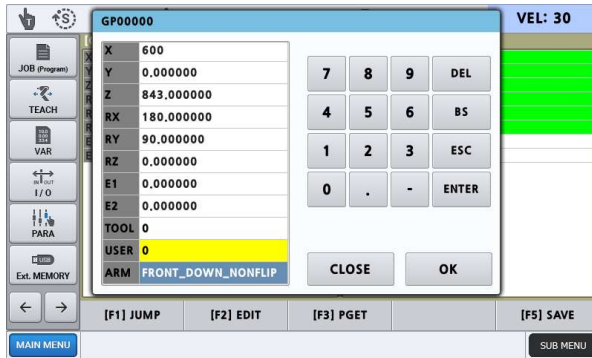 S
GP00000
VEL: 30
JOB (Program)
TEACH
VAR
IN OUT
I/O
PARA
USB
Ext. MEMORY
X 600
Y 0.000000
Z 843.000000
RX 180.000000
RY 90.000000
RZ 0.000000
E1 0.000000
E2 0.000000
TOOL 0
USER 0
ARM FRONT_DOWN_NONFLIP
7 8 9 DEL
4 5 6 BS
1 2 3 ESC
0 . - ENTER
CLOSE OK
[F1] JUMP [F2] EDIT [F3] PGET [F5] SAVE
MAIN MENU SUB MENU